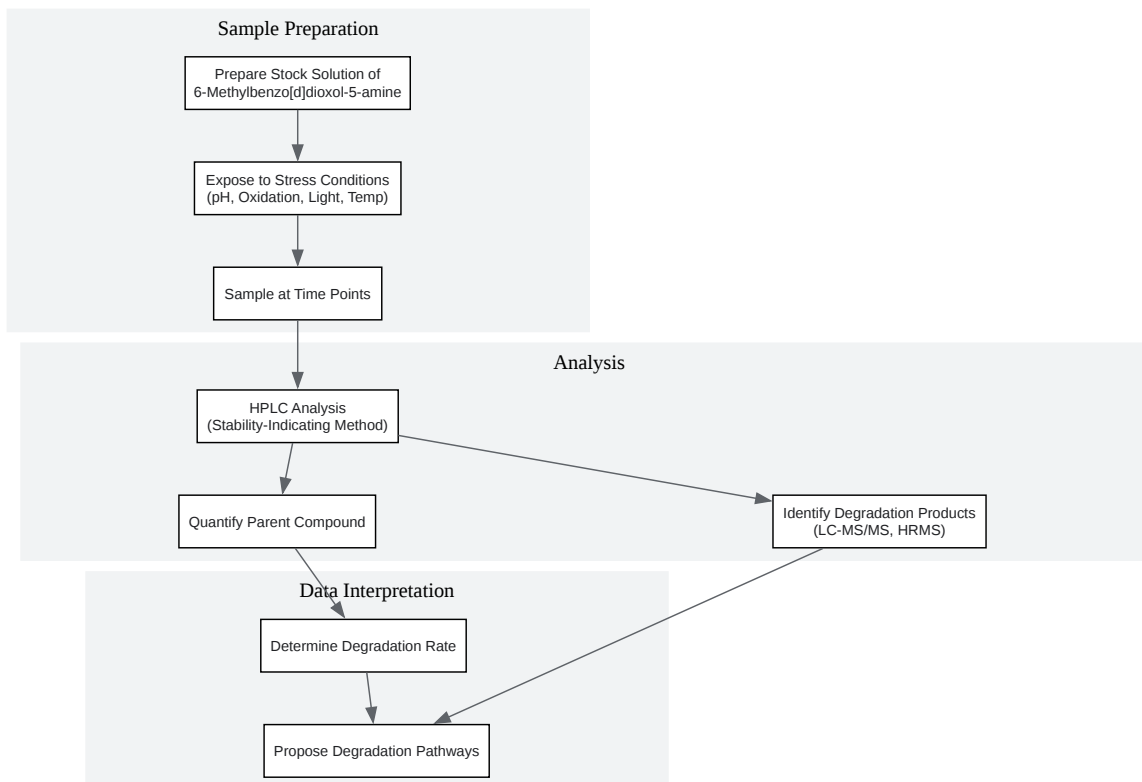 Sample Preparation
Prepare Stock Solution of
6-Methylbenzo[d]dioxol-5-amine
Expose to Stress Conditions
(pH, Oxidation, Light, Temp)
Sample at Time Points
Analysis
HPLC Analysis
(Stability-Indicating Method)
Quantify Parent Compound
Identify Degradation Products
(LC-MS/MS, HRMS)
Data Interpretation
Determine Degradation Rate
Propose Degradation Pathways